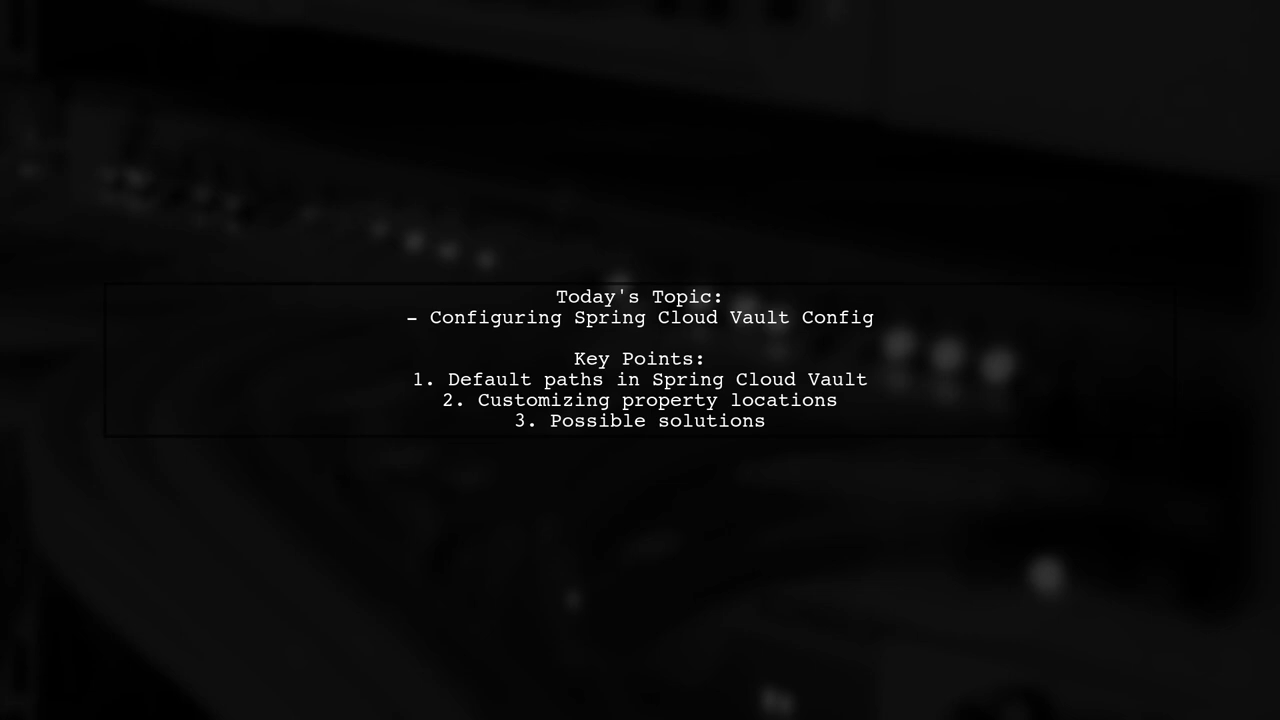 Today's Topic:
- Configuring Spring Cloud Vault Config
Key Points:
1. Default paths in Spring Cloud Vault
2. Customizing property locations
3. Possible solutions